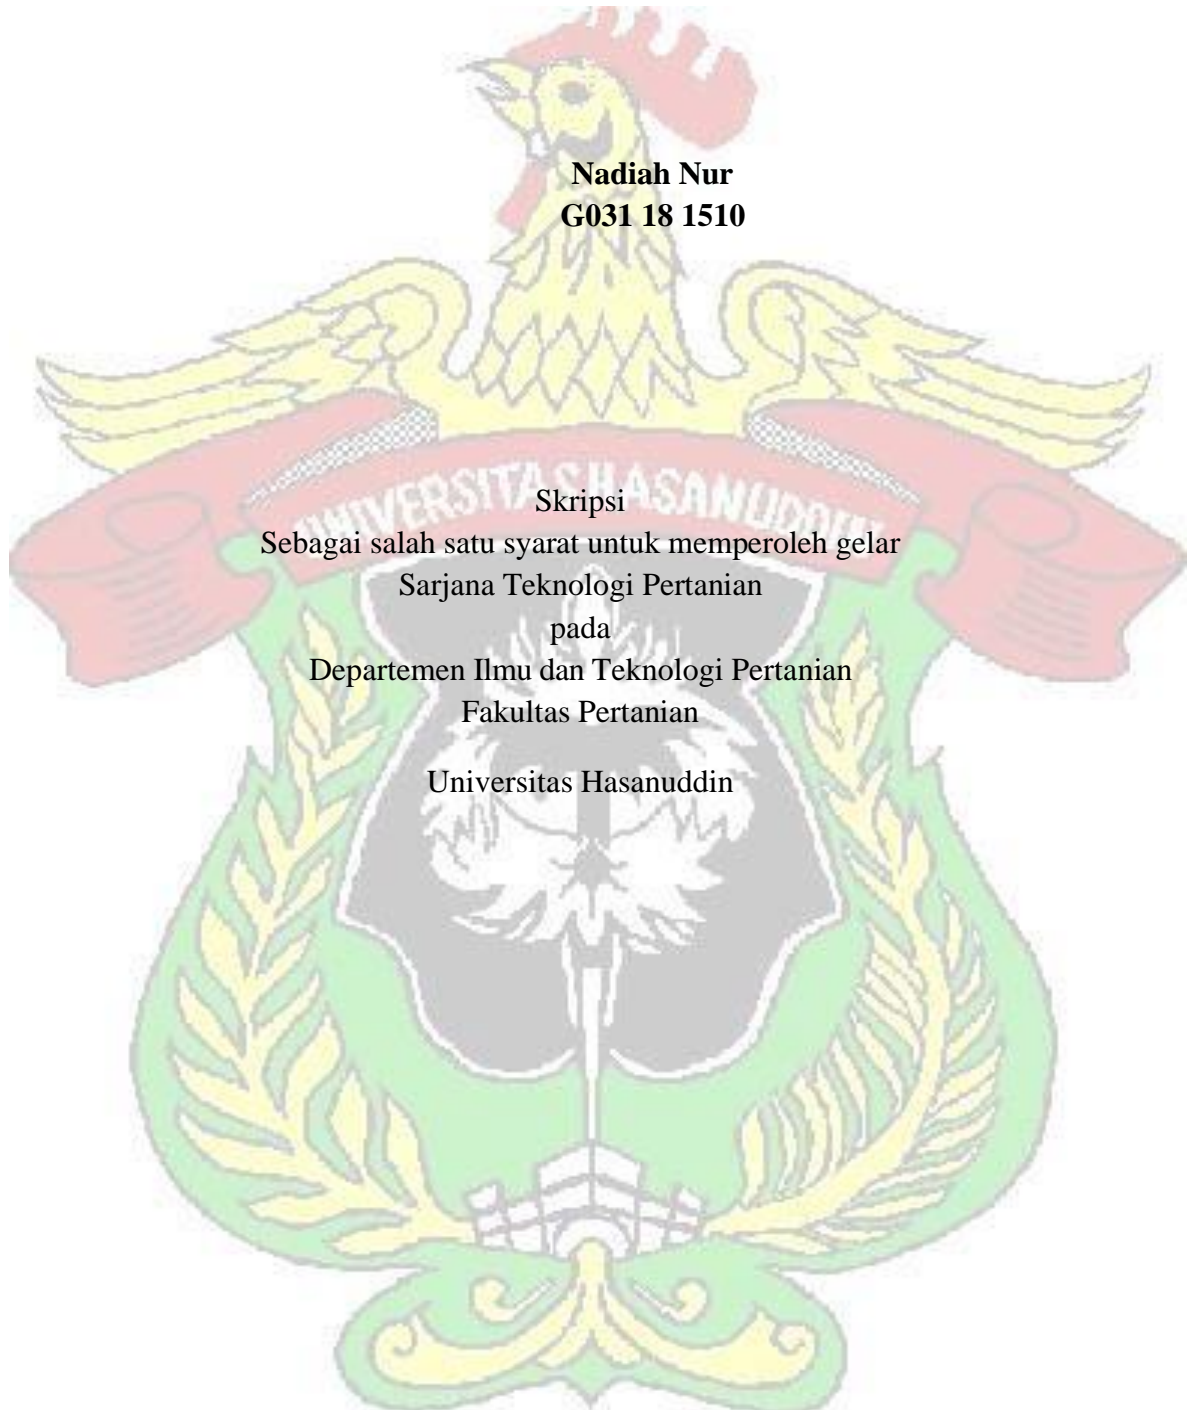 Nadiah Nur
G031 18 1510
UNIVERSITAS HASANUDDIN
Skripsi
Sebagai salah satu syarat untuk memperoleh gelar
Sarjana Teknologi Pertanian
pada
Departemen Ilmu dan Teknologi Pertanian
Fakultas Pertanian
Universitas Hasanuddin